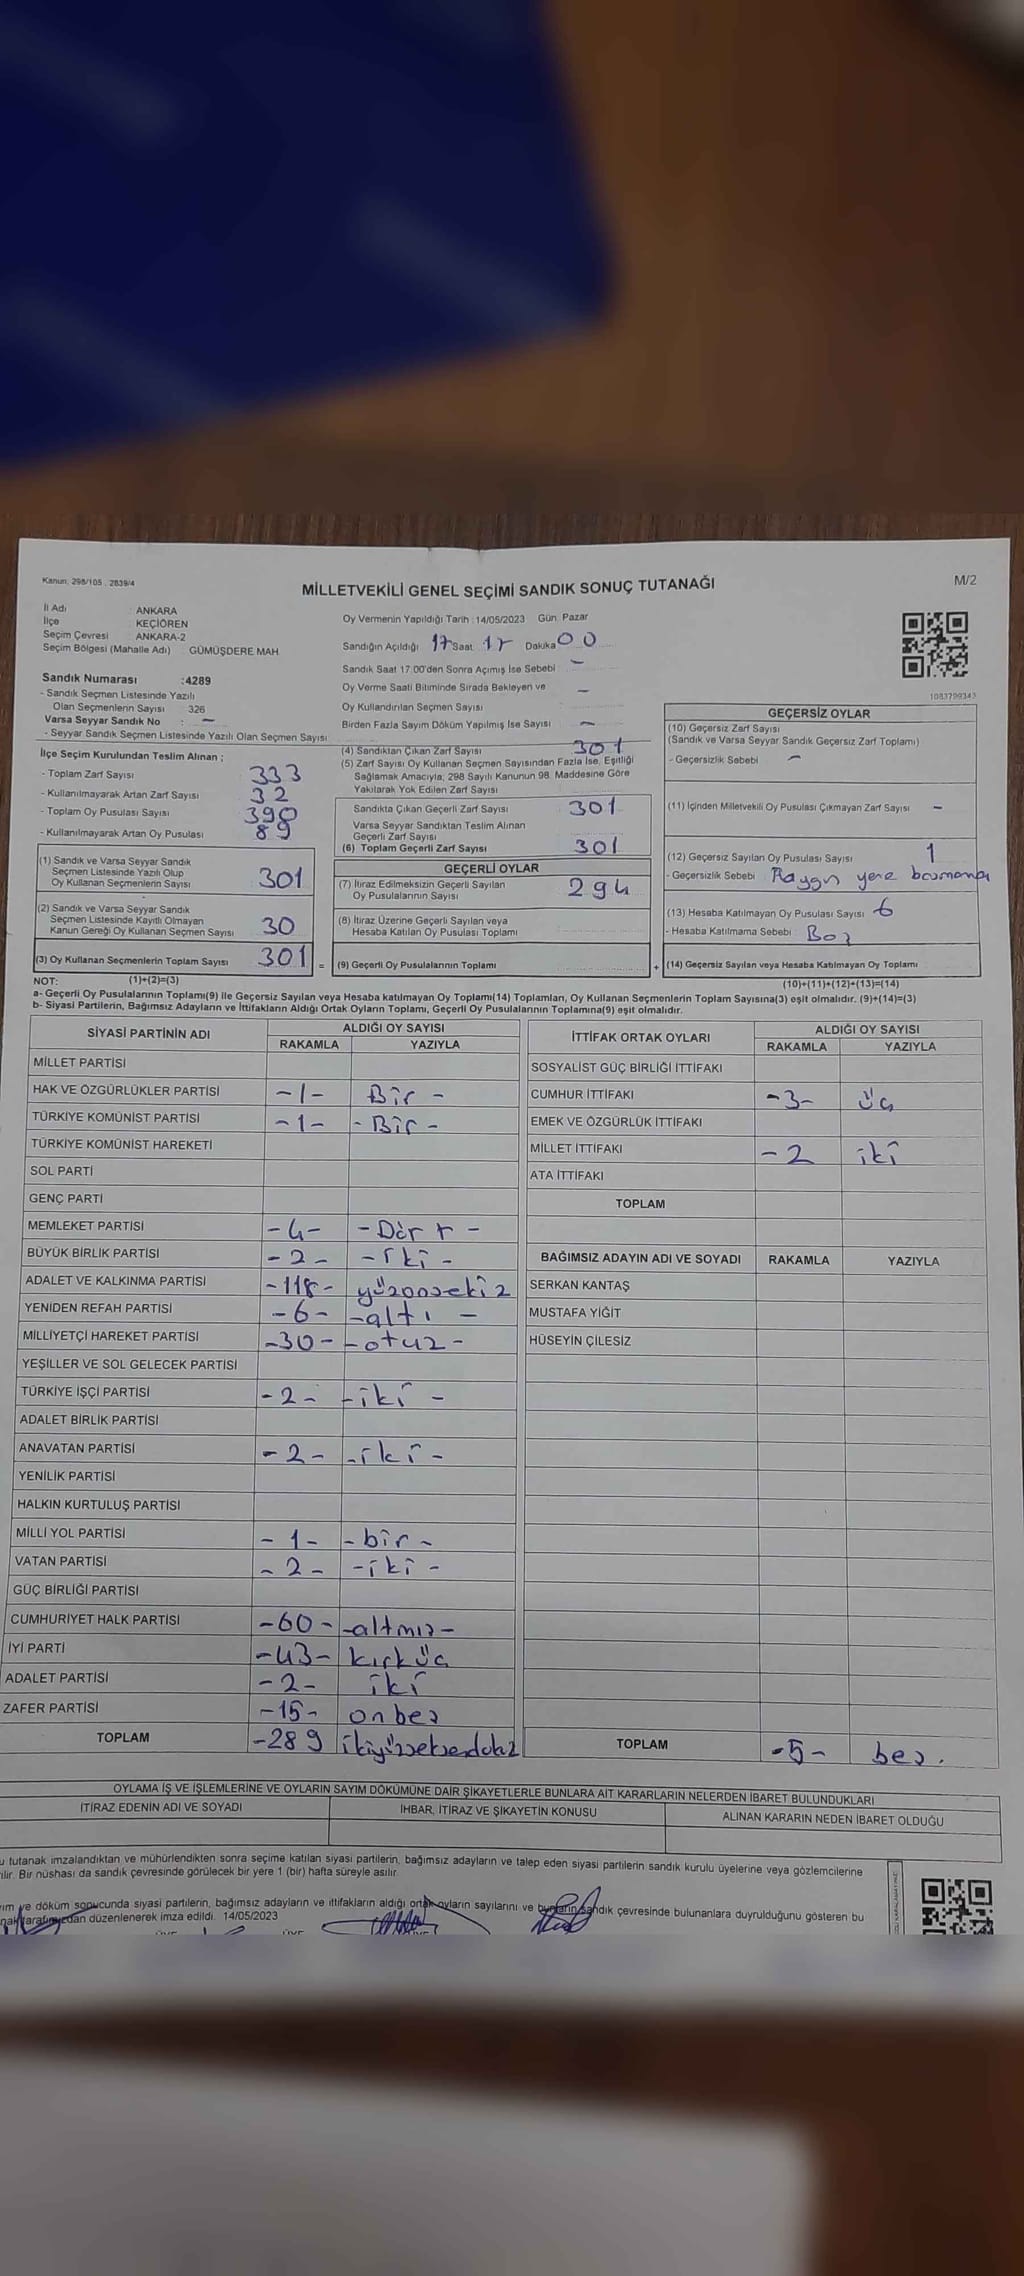 Kanun: 298/105 , 2839/4
MİLLETVEKİLİ GENEL SEÇİMİ SANDIK SONUÇ TUTANAĞI
M/2
İl Adı : ANKARA
İlçe : KEÇİÖREN
Seçim Çevresi : ANKARA-2
Seçim Bölgesi (Mahalle Adı) : GÜMÜŞDERE MAH
Sandık Numarası :4289
- Sandık Seçmen Listesinde Yazılı
Olan Seçmenlerin Sayısı : 326
Varsa Seyyar Sandık No : -
- Seyyar Sandık Seçmen Listesinde Yazılı Olan Seçmen Sayısı :
Oy Vermenin Yapıldığı Tarih : 14/05/2023 Gün: Pazar
Sandığın Açıldığı 17 Saat 17 Dakika 00
Sandık Saat 17:00'den Sonra Açımış İse Sebebi -
Oy Verme Saati Bitiminde Sırada Bekleyen ve -
Oy Kullandırılan Seçmen Sayısı
Birden Fazla Sayım Döküm Yapılmış İse Sayısı -
1083799343
İlçe Seçim Kurulundan Teslim Alınan ;
- Toplam Zarf Sayısı 333
- Kullanılmayarak Artan Zarf Sayısı 32
- Toplam Oy Pusulası Sayısı 390
- Kullanılmayarak Artan Oy Pusulası 89
(1) Sandık ve Varsa Seyyar Sandık
Seçmen Listesinde Yazılı Olup
Oy Kullanan Seçmenlerin Sayısı 301
(2) Sandık ve Varsa Seyyar Sandık
Seçmen Listesinde Kayıtlı Olmayan
Kanun Gereği Oy Kullanan Seçmen Sayısı 30
(3) Oy Kullanan Seçmenlerin Toplam Sayısı 301 =
(4) Sandıktan Çıkan Zarf Sayısı 301
(5) Zarf Sayısı Oy Kullanan Seçmen Sayısından Fazla İse, Eşitliği
Sağlamak Amacıyla; 298 Sayılı Kanunun 98. Maddesine Göre
Yakılarak Yok Edilen Zarf Sayısı
Sandıkta Çıkan Geçerli Zarf Sayısı 301
Varsa Seyyar Sandıktan Teslim Alınan
Geçerli Zarf Sayısı
(6) Toplam Geçerli Zarf Sayısı 301
GEÇERLİ OYLAR
(7) İtiraz Edilmeksizin Geçerli Sayılan
Oy Pusulalarının Sayısı 294
(8) İtiraz Üzerine Geçerli Sayılan veya
Hesaba Katılan Oy Pusulası Toplamı
(9) Geçerli Oy Pusulalarının Toplamı +
GEÇERSİZ OYLAR
(10) Geçersiz Zarf Sayısı
(Sandık ve Varsa Seyyar Sandık Geçersiz Zarf Toplamı)
- Geçersizlik Sebebi -
(11) İçinden Milletvekili Oy Pusulası Çıkmayan Zarf Sayısı -
(12) Geçersiz Sayılan Oy Pusulası Sayısı 1
- Geçersizlik Sebebi yere
(13) Hesaba Katılmayan Oy Pusulası Sayısı 6
- Hesaba Katılmama Sebebi Boş
(14) Geçersiz Sayılan veya Hesaba Katılmayan Oy Toplamı
NOT: (1)+(2)=(3)
(10)+(11)+(12)+(13)=(14)
a- Geçerli Oy Pusulalarının Toplamı(9) ile Geçersiz Sayılan veya Hesaba katılmayan Oy Toplamı(14) Toplamları, Oy Kullanan Seçmenlerin Toplam Sayısına(3) eşit olmalıdır. (9)+(14)=(3)
b- Siyasi Partilerin, Bağımsız Adayların ve İttifakların Aldığı Ortak Oyların Toplamı, Geçerli Oy Pusulalarının Toplamına(9) eşit olmalıdır.
SİYASİ PARTİNİN ADI ALDIĞI OY SAYISI
RAKAMLA YAZIYLA
MİLLET PARTİSİ
HAK VE ÖZGÜRLÜKLER PARTİSİ -1- Bir -
TÜRKİYE KOMÜNİST PARTİSİ -1- - Bir -
TÜRKİYE KOMÜNİST HAREKETİ
SOL PARTİ
GENÇ PARTİ
MEMLEKET PARTİSİ -4- -Dört-
BÜYÜK BİRLİK PARTİSİ -2- -iki-
ADALET VE KALKINMA PARTİSİ -118- yüzonsekiz
YENİDEN REFAH PARTİSİ -6- -altı -
MİLLİYETÇİ HAREKET PARTİSİ -30- -otuz-
YEŞİLLER VE SOL GELECEK PARTİSİ
TÜRKİYE İŞÇİ PARTİSİ -2- -iki -
ADALET BİRLİK PARTİSİ
ANAVATAN PARTİSİ -2- -iki-
YENİLİK PARTİSİ
HALKIN KURTULUŞ PARTİSİ
MİLLİ YOL PARTİSİ -1- -bir-
VATAN PARTİSİ -2- -iki-
GÜÇ BİRLİĞİ PARTİSİ
CUMHURİYET HALK PARTİSİ -60- -altmış-
İYİ PARTİ -43- kırküç
ADALET PARTİSİ -2- iki
ZAFER PARTİSİ -15- onbeş
TOPLAM -289 ikiyüzseksendokuz
İTTİFAK ORTAK OYLARI ALDIĞI OY SAYISI
RAKAMLA YAZIYLA
SOSYALİST GÜÇ BİRLİĞİ İTTİFAKI
CUMHUR İTTİFAKI -3- üç
EMEK VE ÖZGÜRLÜK İTTİFAKI
MİLLET İTTİFAKI -2 iki
ATA İTTİFAKI
TOPLAM
BAĞIMSIZ ADAYIN ADI VE SOYADI RAKAMLA YAZIYLA
SERKAN KANTAŞ
MUSTAFA YİĞİT
HÜSEYİN ÇİLESİZ
TOPLAM -5- beş.
OYLAMA İŞ VE İŞLEMLERİNE VE OYLARIN SAYIM DÖKÜMÜNE DAİR ŞİKAYETLERLE BUNLARA AİT KARARLARIN NELERDEN İBARET BULUNDUKLARI
İTİRAZ EDENİN ADI VE SOYADI İHBAR, İTİRAZ VE ŞİKAYETİN KONUSU ALINAN KARARIN NEDEN İBARET OLDUĞU
u tutanak imzalandıktan ve mühürlendikten sonra seçime katılan siyasi partilerin, bağımsız adayların ve talep eden siyasi partilerin sandık kurulu üyelerine veya gözlemcilerine
ilir. Bir nüshası da sandık çevresinde görülecek bir yere 1 (bir) hafta süreyle asılır.
ım ve döküm sonucunda siyasi partilerin, bağımsız adayların ve ittifakların aldığı ortak oyların sayılarını ve bunların sandık çevresinde bulunanlara duyrulduğunu gösteren bu
nak tarafımızdan düzenlenerek imza edildi. 14/05/2023